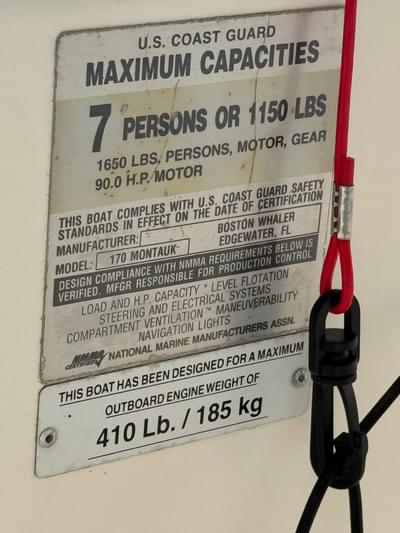 U.S. COAST GUARD
MAXIMUM CAPACITIES
7 PERSONS OR 1150 LBS
1650 LBS, PERSONS, MOTOR, GEAR
90.0 H.P. MOTOR
THIS BOAT COMPLIES WITH U.S. COAST GUARD SAFETY
STANDARDS IN EFFECT ON THE DATE OF CERTIFICATION
MANUFACTURER: BOSTON WHALER
EDGEWATER, FL
MODEL: 170 MONTAUK
DESIGN COMPLIANCE WITH NMMA REQUIREMENTS BELOW IS
VERIFIED. MFGR RESPONSIBLE FOR PRODUCTION CONTROL
LOAD AND H.P. CAPACITY * LEVEL FLOTATION
STEERING AND ELECTRICAL SYSTEMS
COMPARTMENT VENTILATION * MANEUVERABILITY
NAVIGATION LIGHTS
NMMA CERTIFIED NATIONAL MARINE MANUFACTURERS ASSN.
THIS BOAT HAS BEEN DESIGNED FOR A MAXIMUM
OUTBOARD ENGINE WEIGHT OF
410 Lb. / 185 kg